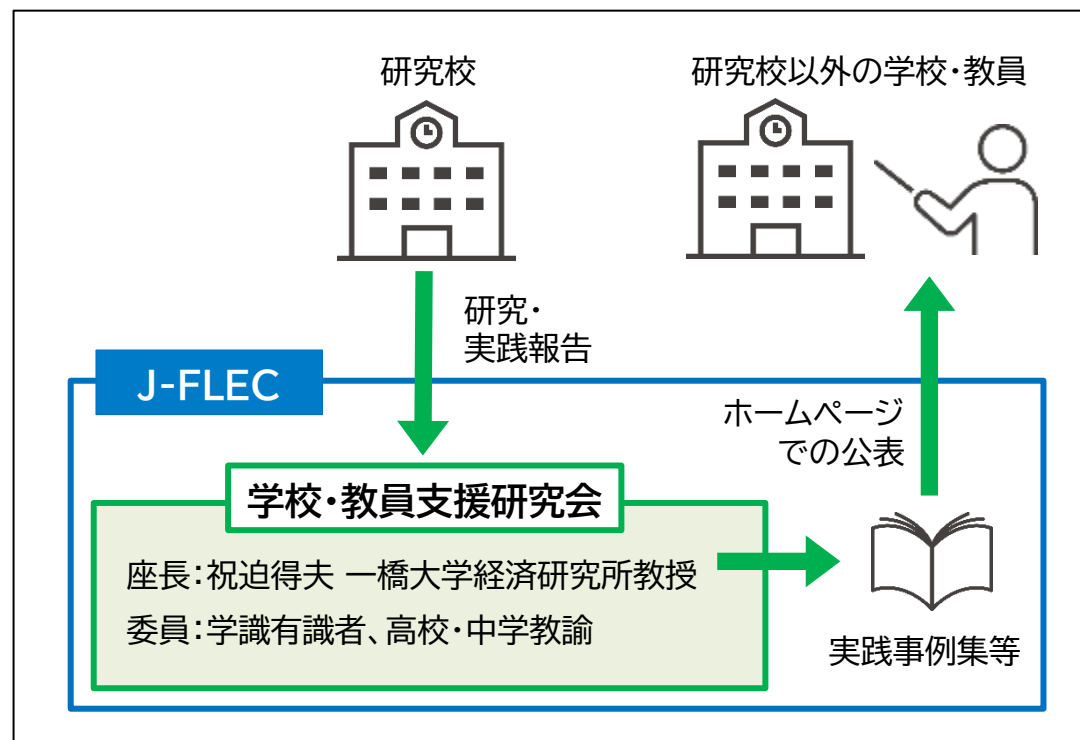 研究校
研究校以外の学校・教員
研究・
実践報告
J-FLEC
ホームページ
での公表
学校・教員支援研究会
座長：祝迫得夫 一橋大学経済研究所教授
委員：学識有識者、高校・中学教諭
実践事例集等